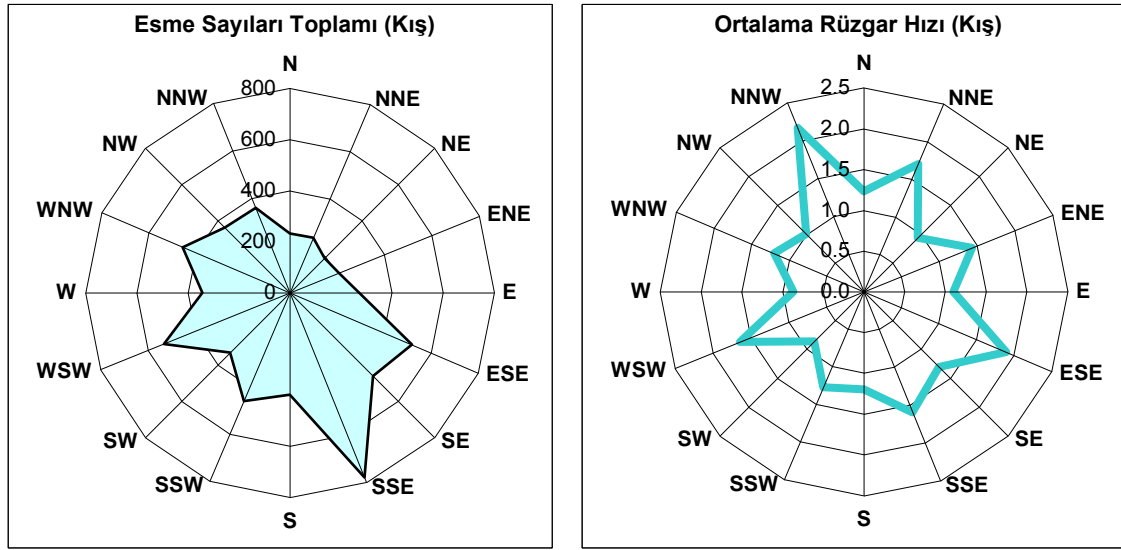 Esme Sayıları Toplamı (Kış)
N
800
NNW
NNE
600
NW
NE
400
WNW
ENE
200
W
0
E
WSW
ESE
SW
SE
SSW
SSE
S
Ortalama Rüzgar Hızı (Kış)
N
2.5
NNW
NNE
2.0
NW
NE
1.5
WNW
ENE
1.0
0.5
W
0.0
E
WSW
ESE
SW
SE
SSW
SSE
S